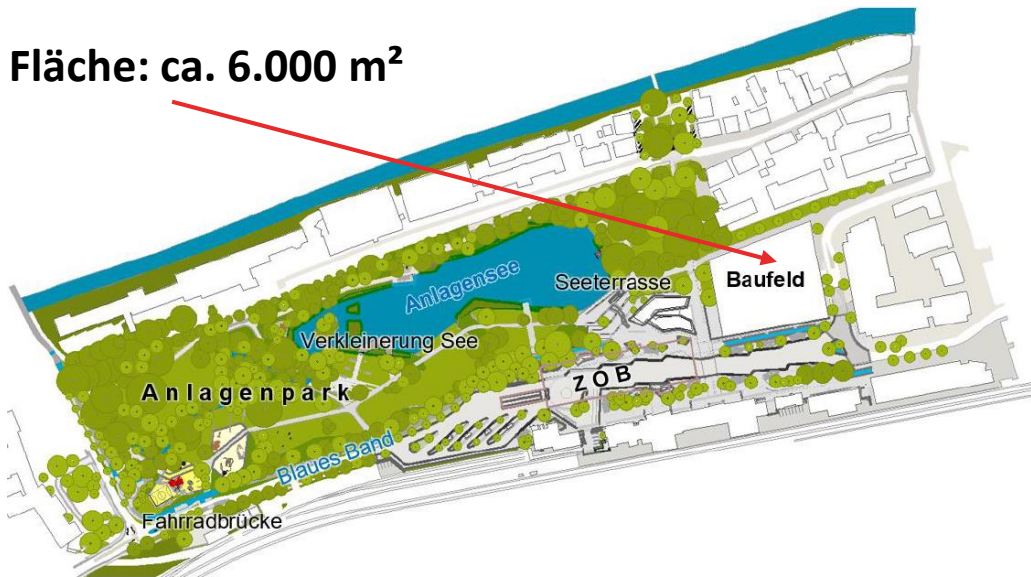 Fläche: ca. 6.000 m²
Anlagensee
Seeterrasse
Baufeld
Verkleinerung See
Anlagenpark
ZOB
Blaues Band
Fahrradbrücke